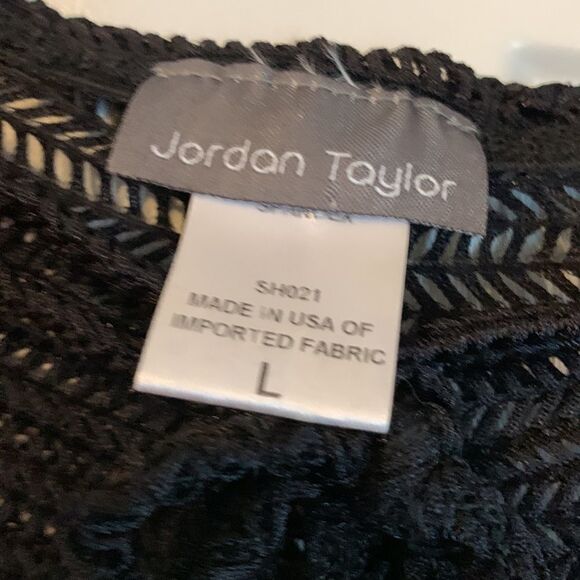 Jordan Taylor
SH021
MADE IN USA OF
IMPORTED FABRIC
L